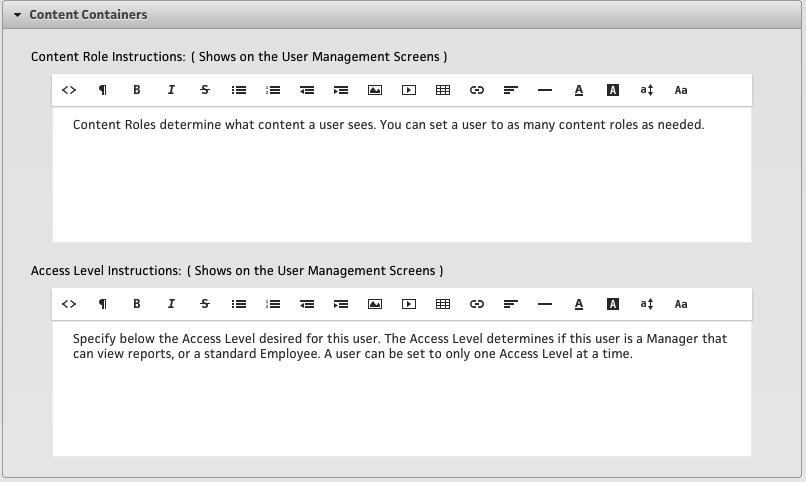 Content Containers
Content Role Instructions: ( Shows on the User Management Screens )
<> ¶ B I S A A a Aa
Content Roles determine what content a user sees. You can set a user to as many content roles as needed.
Access Level Instructions: ( Shows on the User Management Screens )
<> ¶ B I S A A a Aa
Specify below the Access Level desired for this user. The Access Level determines if this user is a Manager that
can view reports, or a standard Employee. A user can be set to only one Access Level at a time.